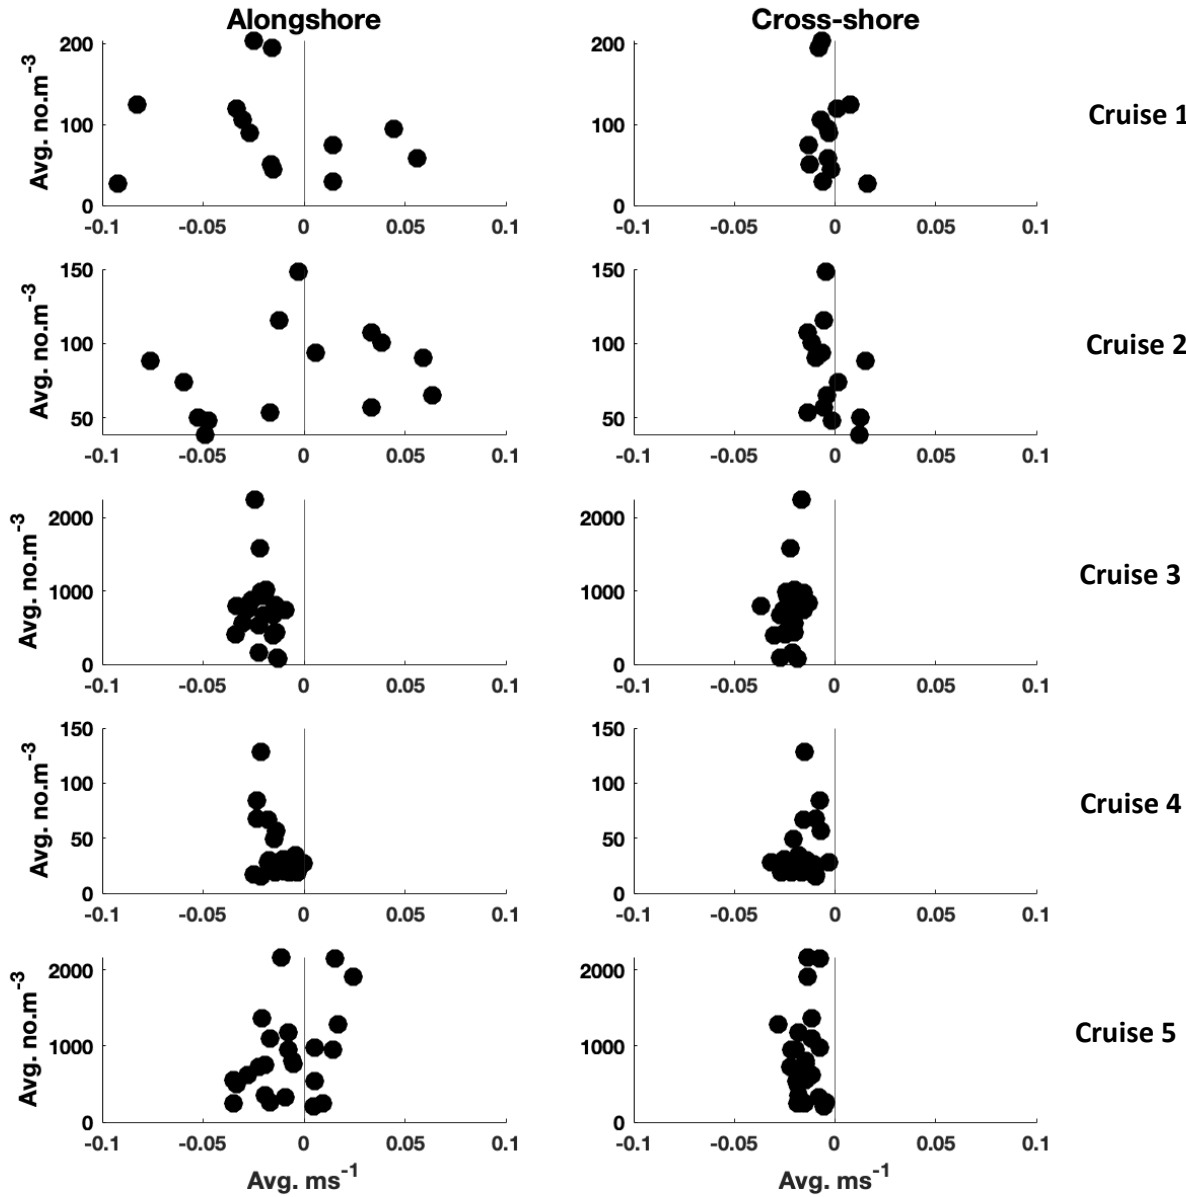 Alongshore Cross-shore
Avg. no.m⁻³ 200 100 0 200 100 0 Cruise 1
-0.1 -0.05 0 0.05 0.1 -0.1 -0.05 0 0.05 0.1
Avg. no.m⁻³ 150 100 50 150 100 50 Cruise 2
-0.1 -0.05 0 0.05 0.1 -0.1 -0.05 0 0.05 0.1
Avg. no.m⁻³ 2000 1000 0 2000 1000 0 Cruise 3
-0.1 -0.05 0 0.05 0.1 -0.1 -0.05 0 0.05 0.1
Avg. no.m⁻³ 150 100 50 0 150 100 50 0 Cruise 4
-0.1 -0.05 0 0.05 0.1 -0.1 -0.05 0 0.05 0.1
Avg. no.m⁻³ 2000 1000 0 2000 1000 0 Cruise 5
-0.1 -0.05 0 0.05 0.1 -0.1 -0.05 0 0.05 0.1
Avg. ms⁻¹ Avg. ms⁻¹